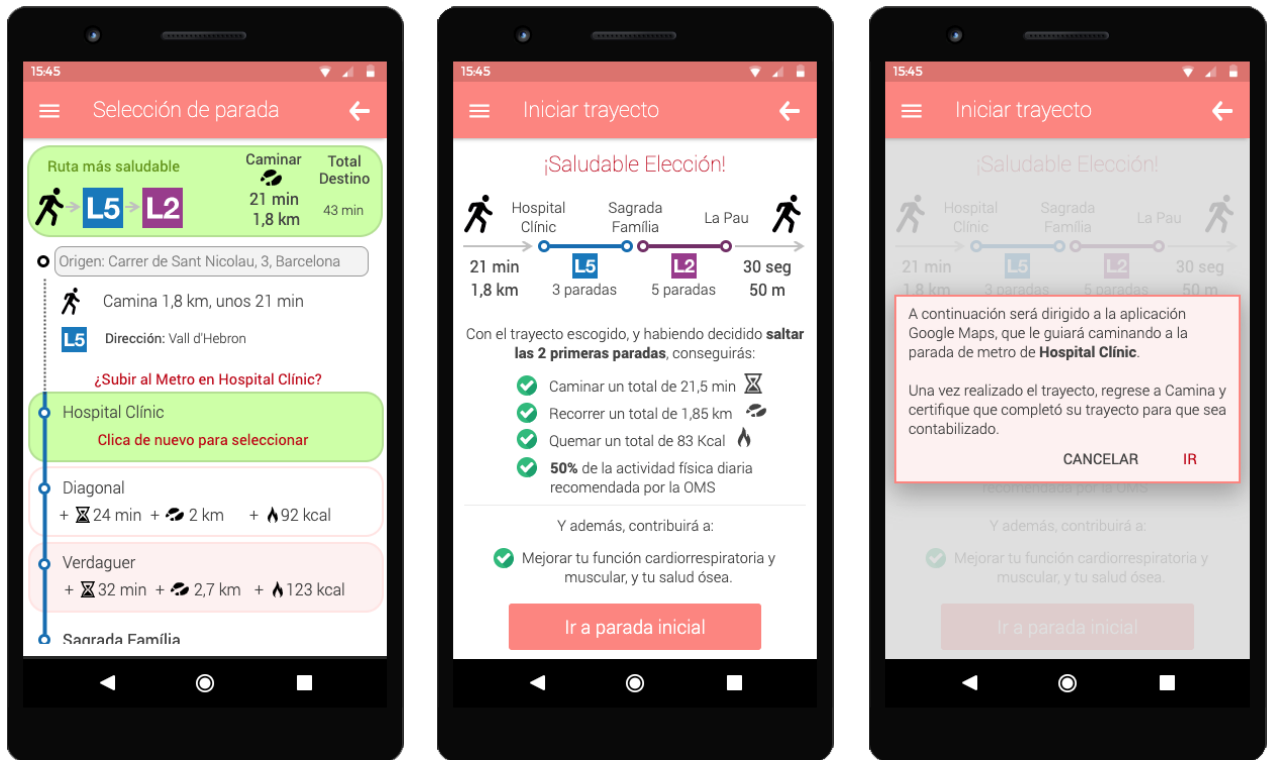 15:45
Selección de parada
Ruta más saludable
L5
L2
Caminar
21 min
1,8 km
Total
Destino
43 min
Origen: Carrer de Sant Nicolau, 3, Barcelona
Camina 1,8 km, unos 21 min
L5 Dirección: Vall d'Hebron
¿Subir al Metro en Hospital Clínic?
Hospital Clínic
Clica de nuevo para seleccionar
Diagonal
+ 24 min + 2 km + 92 kcal
Verdaguer
+ 32 min + 2,7 km + 123 kcal
Sagrada Família
15:45
Iniciar trayecto
¡Saludable Elección!
Hospital
Clínic
Sagrada
Família
La Pau
21 min
1,8 km
L5
3 paradas
L2
5 paradas
30 seg
50 m
Con el trayecto escogido, y habiendo decidido saltar
las 2 primeras paradas, conseguirás:
Caminar un total de 21,5 min
Recorrer un total de 1,85 km
Quemar un total de 83 Kcal
50% de la actividad física diaria
recomendada por la OMS
Y además, contribuirá a:
Mejorar tu función cardiorrespiratoria y
muscular, y tu salud ósea.
Ir a parada inicial
15:45
Iniciar trayecto
¡Saludable Elección!
Hospital
Clínic
Sagrada
Família
La Pau
21 min
1,8 km
L5
3 paradas
L2
5 paradas
30 seg
50 m
A continuación será dirigido a la aplicación
Google Maps, que le guiará caminando a la
parada de metro de Hospital Clínic.
Una vez realizado el trayecto, regrese a Camina y
certifique que completó su trayecto para que sea
contabilizado.
CANCELAR
IR
recomendada por la OMS
Y además, contribuirá a:
Mejorar tu función cardiorrespiratoria y
muscular, y tu salud ósea.
Ir a parada inicial